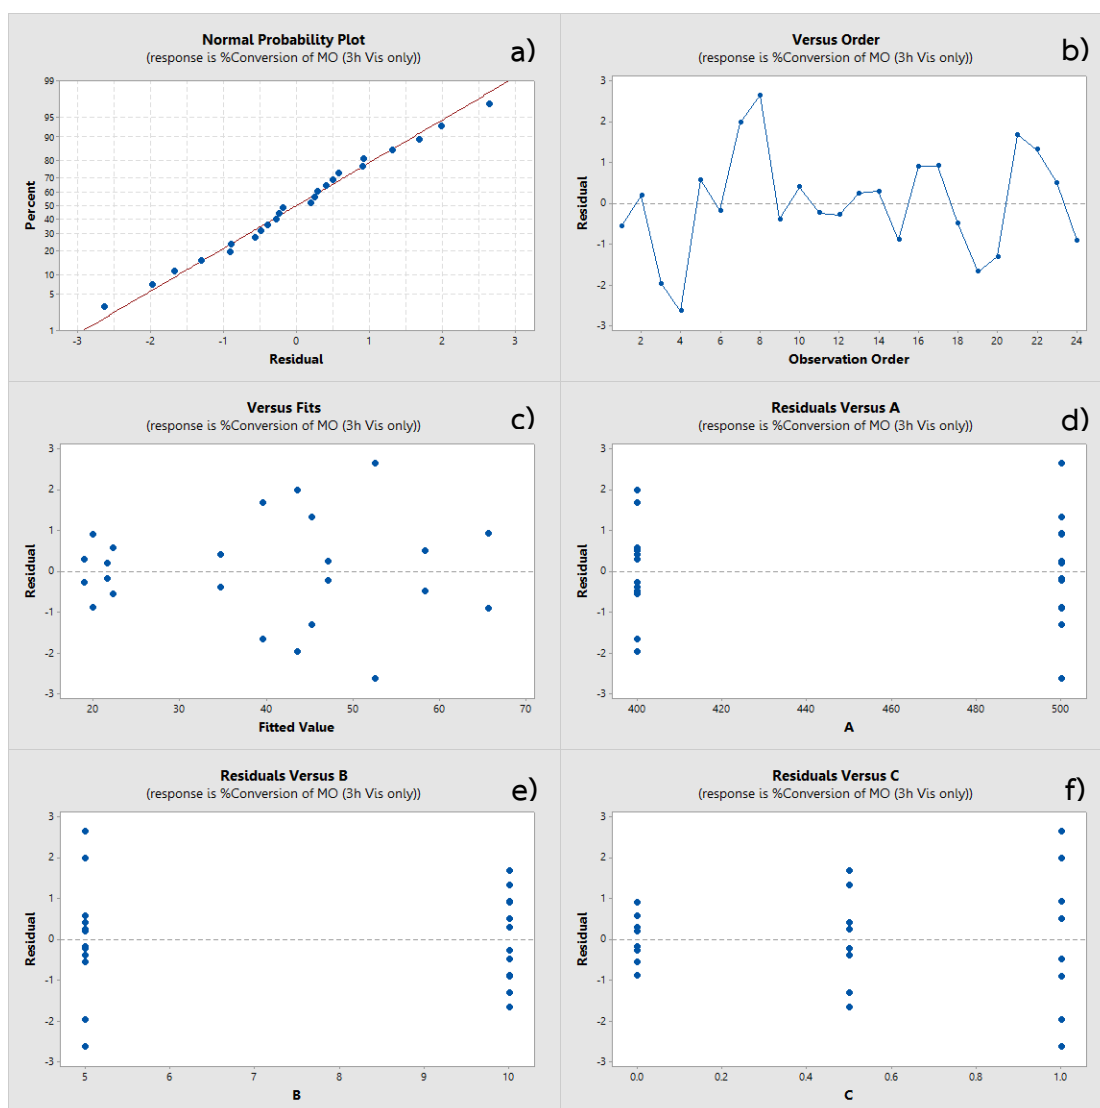 Normal Probability Plot
(response is %Conversion of MO (3h Vis only))
a)
99
95
90
80
70
60
50
40
30
20
10
5
1
Percent
-3 -2 -1 0 1 2 3
Residual
Versus Order
(response is %Conversion of MO (3h Vis only))
b)
3
2
1
0
-1
-2
-3
Residual
2 4 6 8 10 12 14 16 18 20 22 24
Observation Order
Versus Fits
(response is %Conversion of MO (3h Vis only))
c)
3
2
1
0
-1
-2
-3
Residual
20 30 40 50 60 70
Fitted Value
Residuals Versus A
(response is %Conversion of MO (3h Vis only))
d)
3
2
1
0
-1
-2
-3
Residual
400 420 440 460 480 500
A
Residuals Versus B
(response is %Conversion of MO (3h Vis only))
e)
3
2
1
0
-1
-2
-3
Residual
5 6 7 8 9 10
B
Residuals Versus C
(response is %Conversion of MO (3h Vis only))
f)
3
2
1
0
-1
-2
-3
Residual
0.0 0.2 0.4 0.6 0.8 1.0
C